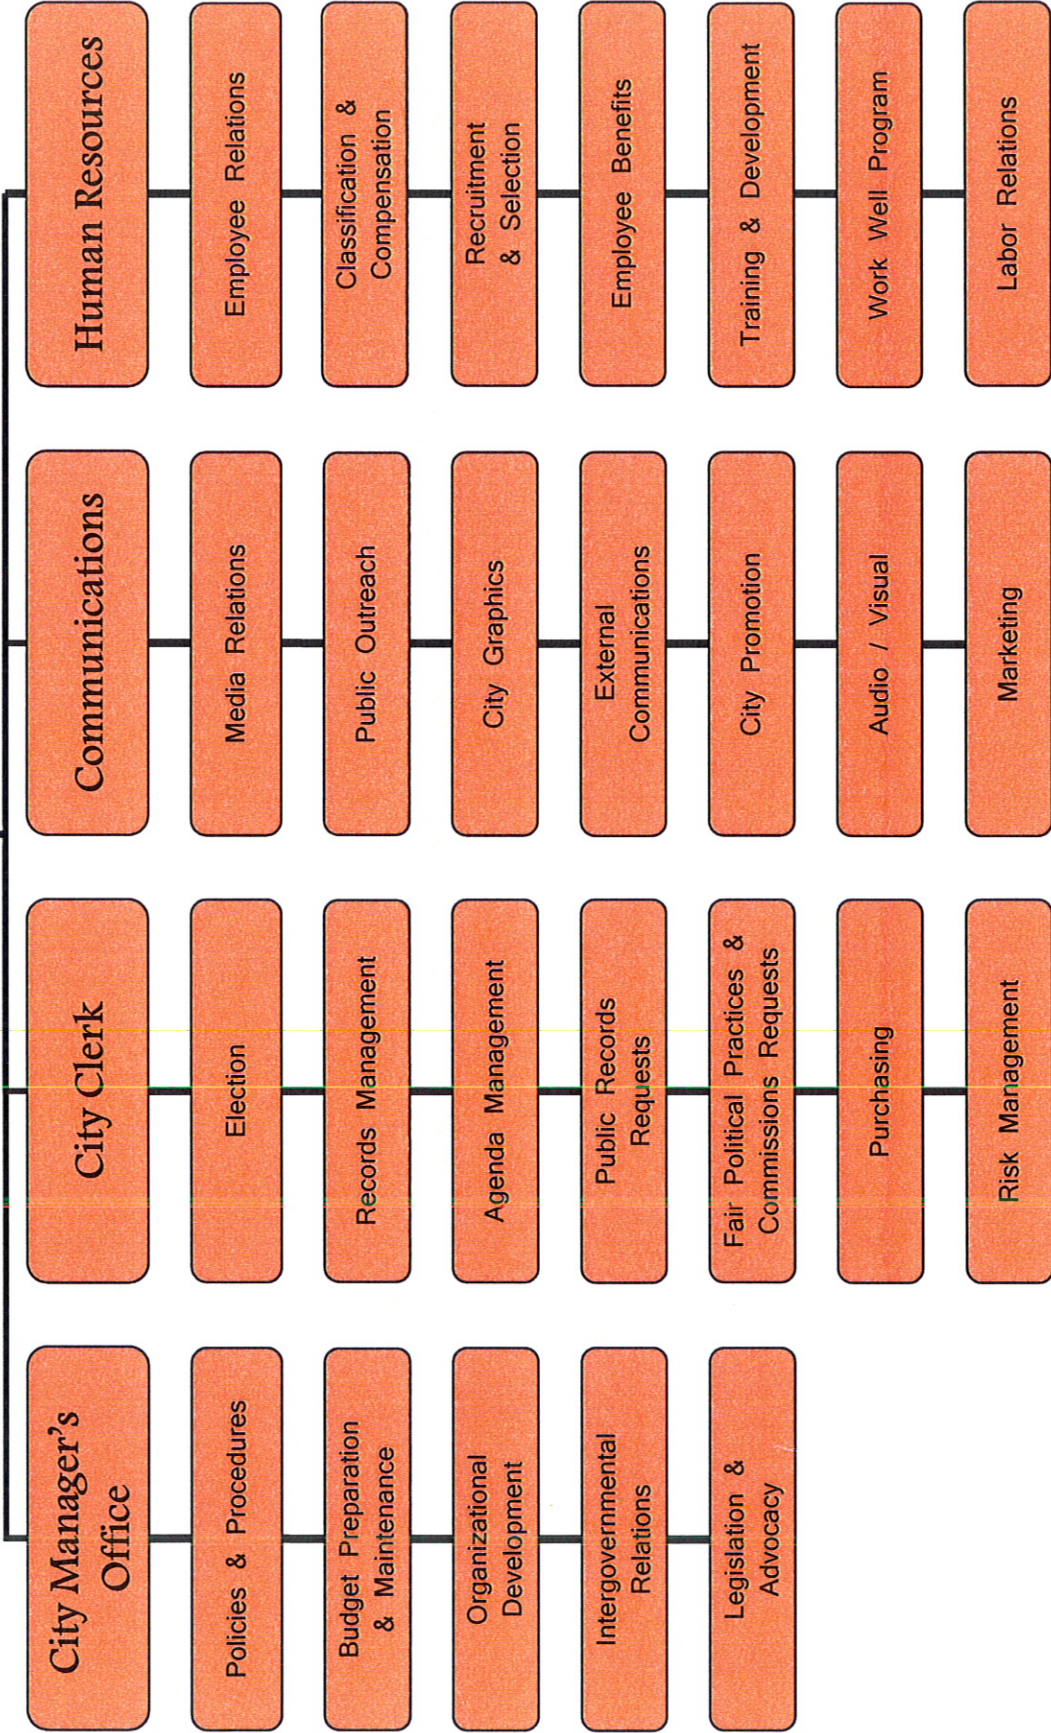 City Manager's
Office
Policies & Procedures
Budget Preparation
& Maintenance
Organizational
Development
Intergovernmental
Relations
Legislation &
Advocacy
City Clerk
Election
Records Management
Agenda Management
Public Records
Requests
Fair Political Practices &
Commissions Requests
Purchasing
Risk Management
Communications
Media Relations
Public Outreach
City Graphics
External
Communications
City Promotion
Audio / Visual
Marketing
Human Resources
Employee Relations
Classification &
Compensation
Recruitment
& Selection
Employee Benefits
Training & Development
Work Well Program
Labor Relations